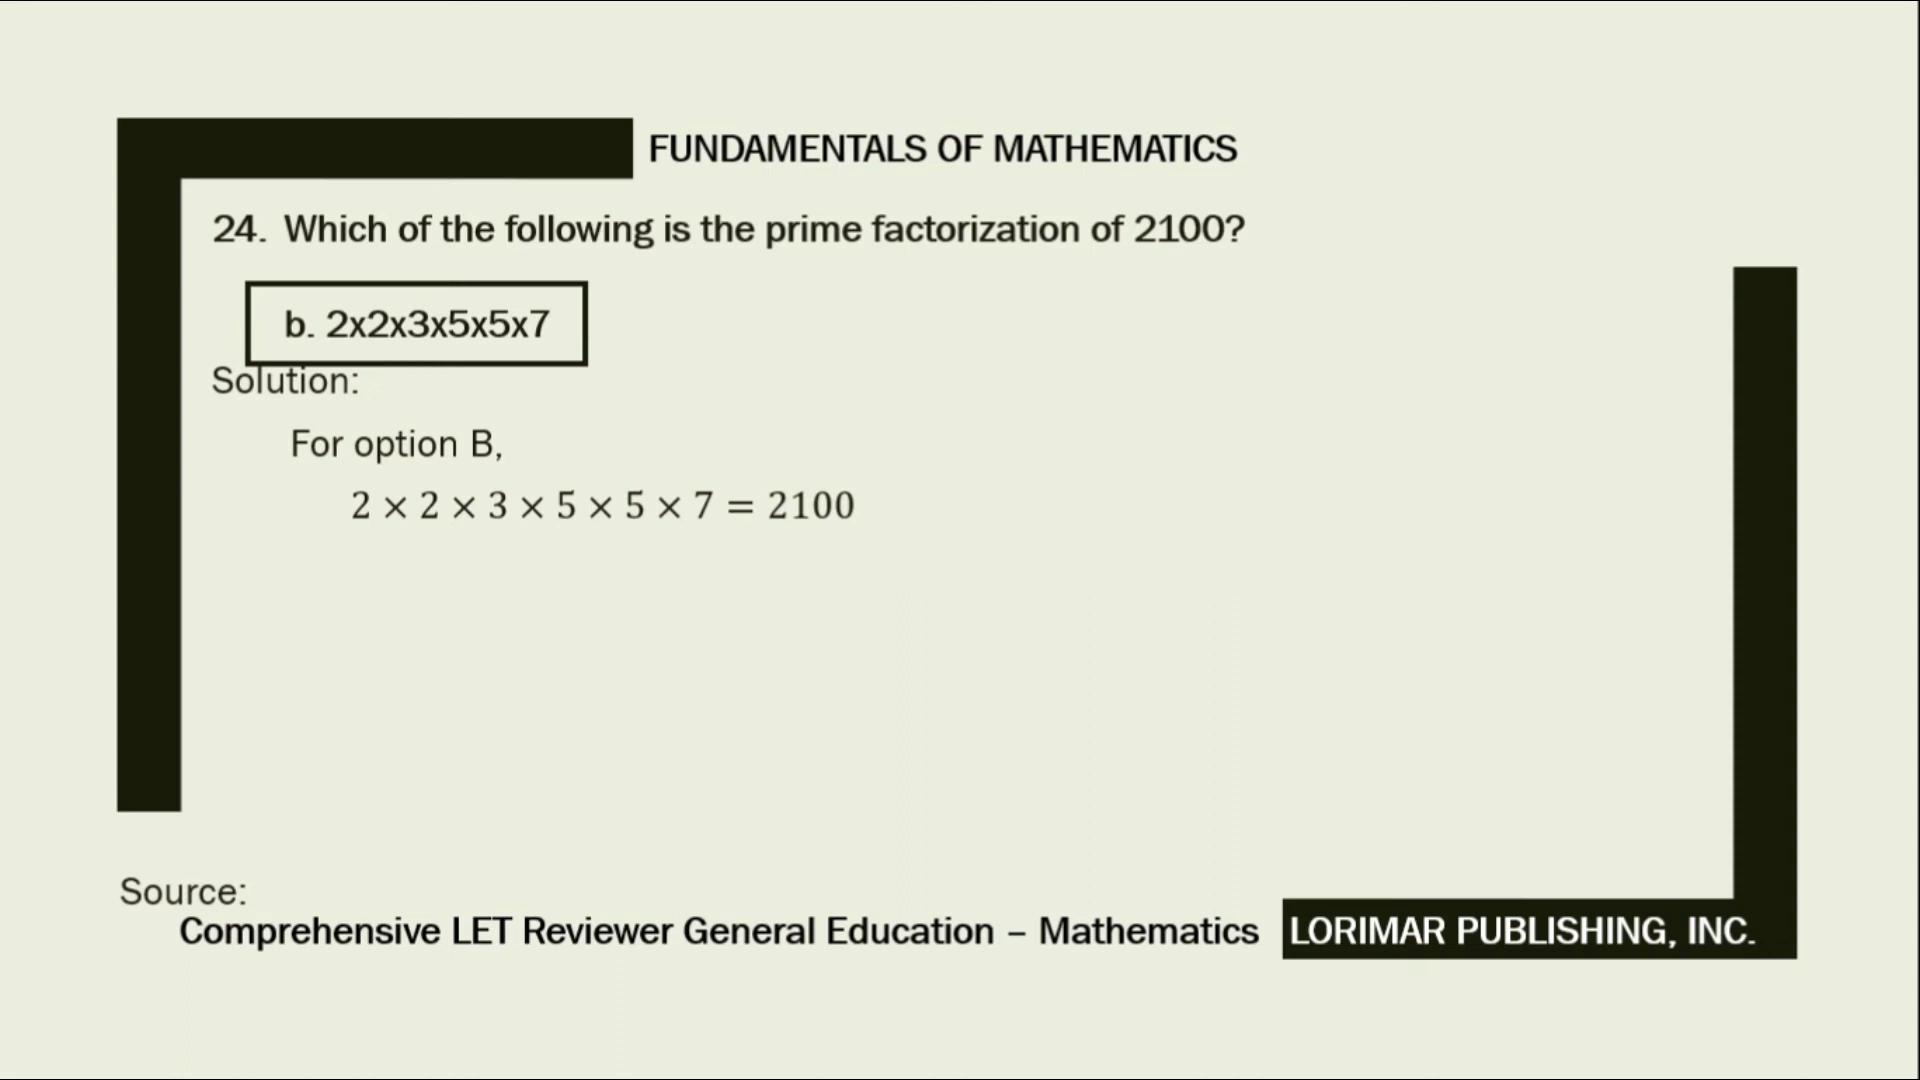 FUNDAMENTALS OF MATHEMATICS
24. Which of the following is the prime factorization of 2100?
b. 2x2x3x5x5x7
Solution:
For option B,
2 × 2 × 3 × 5 × 5 × 7 = 2100
Source:
Comprehensive LET Reviewer General Education – Mathematics LORIMAR PUBLISHING, INC.